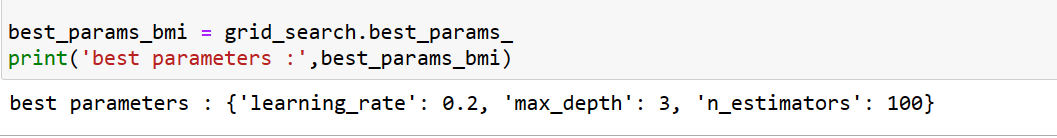 best_params_bmi = grid_search.best_params_
print('best parameters :',best_params_bmi)
best parameters : {'learning_rate': 0.2, 'max_depth': 3, 'n_estimators': 100}